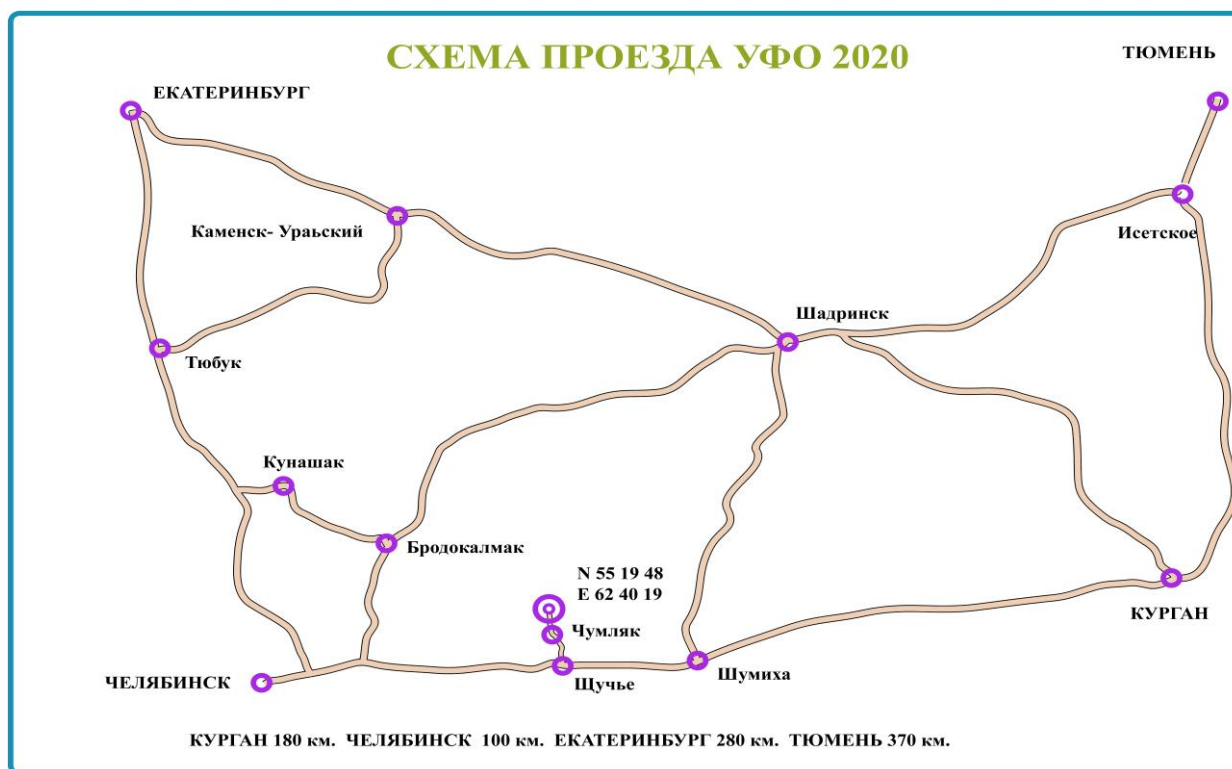 СХЕМА ПРОЕЗДА УФО 2020
ТЮМЕНЬ
ЕКАТЕРИНБУРГ
Каменск- Ураьский
Исетское
Шадринск
Тюбук
Кунашак
Бродокалмак
N 55 19 48
E 62 40 19
Чумляк
КУРГАН
ЧЕЛЯБИНСК
Щучье
Шумиха
КУРГАН 180 км. ЧЕЛЯБИНСК 100 км. ЕКАТЕРИНБУРГ 280 км. ТЮМЕНЬ 370 км.